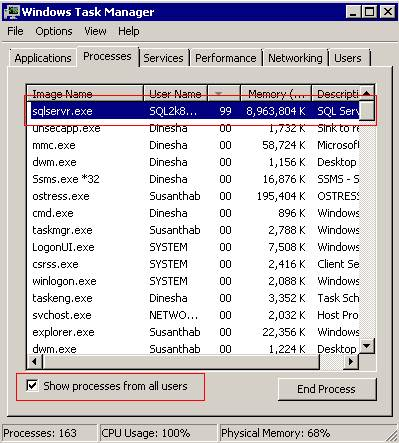 Windows Task Manager
File Options View Help
Applications Processes Services Performance Networking Users
Image Name User Name Memory (... Descripti
sqlservr.exe SQL2k8... 99 8,963,804 K SQL Serv
unsecapp.exe Dinesha 00 1,732 K Sink to re
mmc.exe Dinesha 00 58,724 K Microsof
dwm.exe Dinesha 00 1,156 K Desktop
Ssms.exe *32 Dinesha 00 16,876 K SSMS - S
ostress.exe Susanthab 00 195,404 K OSTRESS
cmd.exe Dinesha 00 896 K Windows
taskmgr.exe Susanthab 00 2,788 K Windows
LogonUI.exe SYSTEM 00 7,508 K Windows
csrss.exe SYSTEM 00 2,416 K Client Se
winlogon.exe SYSTEM 00 2,088 K Windows
taskeng.exe Dinesha 00 3,352 K Task Sch
svchost.exe NETWO... 00 2,032 K Host Pro
explorer.exe Susanthab 00 22,356 K Windows
dwm.exe Susanthab 00 1,224 K Desktop
Show processes from all users
End Process
Processes: 163 CPU Usage: 100% Physical Memory: 68%